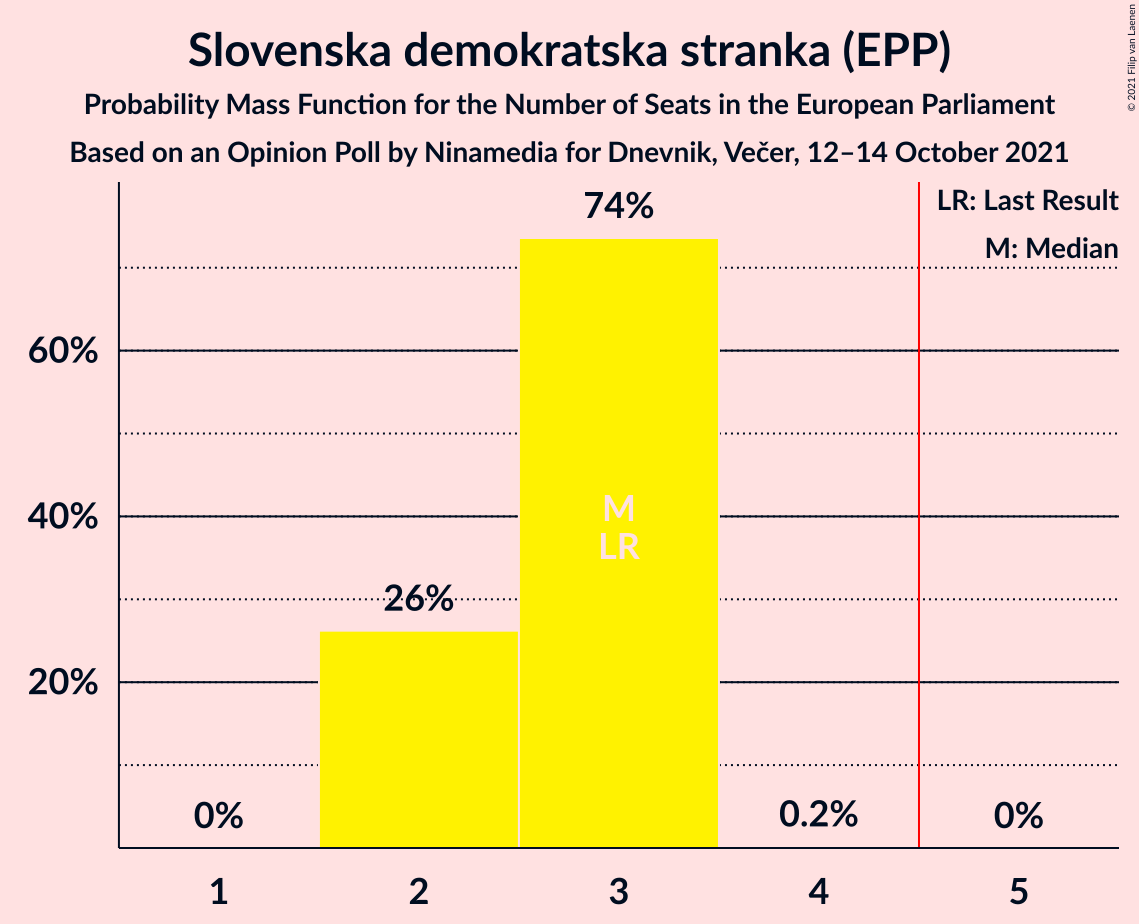 Slovenska demokratska stranka (EPP)
Probability Mass Function for the Number of Seats in the European Parliament
Based on an Opinion Poll by Ninamedia for Dnevnik, Večer, 12–14 October 2021
© 2021 Filip van Laenen
LR: Last Result
M: Median
74%
60%
40%
20%
M
LR
26%
0%
0.2%
0%
1
2
3
4
5